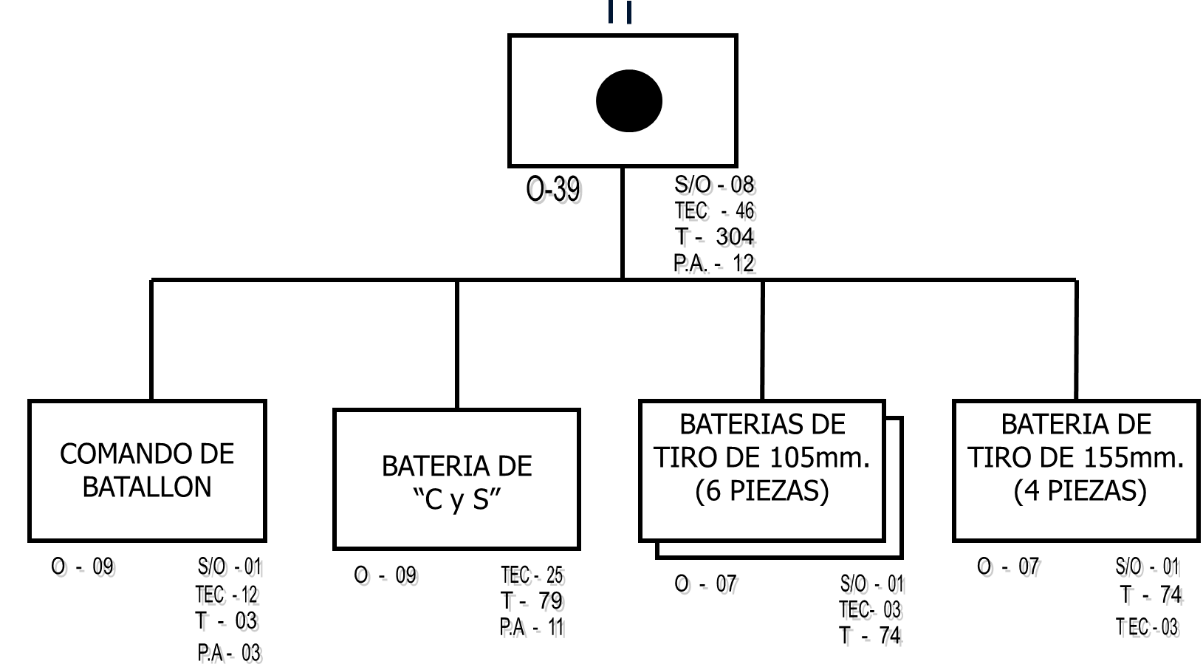 O-39
S/O - 08
TEC - 46
T - 304
P.A. - 12
COMANDO DE
BATALLON
O - 09
S/O - 01
TEC - 12
T - 03
P.A - 03
BATERIA DE
“C y S”
O - 09
TEC - 25
T - 79
P.A - 11
BATERIAS DE
TIRO DE 105mm.
(6 PIEZAS)
O - 07
S/O - 01
TEC- 03
T - 74
BATERIA DE
TIRO DE 155mm.
(4 PIEZAS)
O - 07
S/O - 01
T - 74
TEC - 03